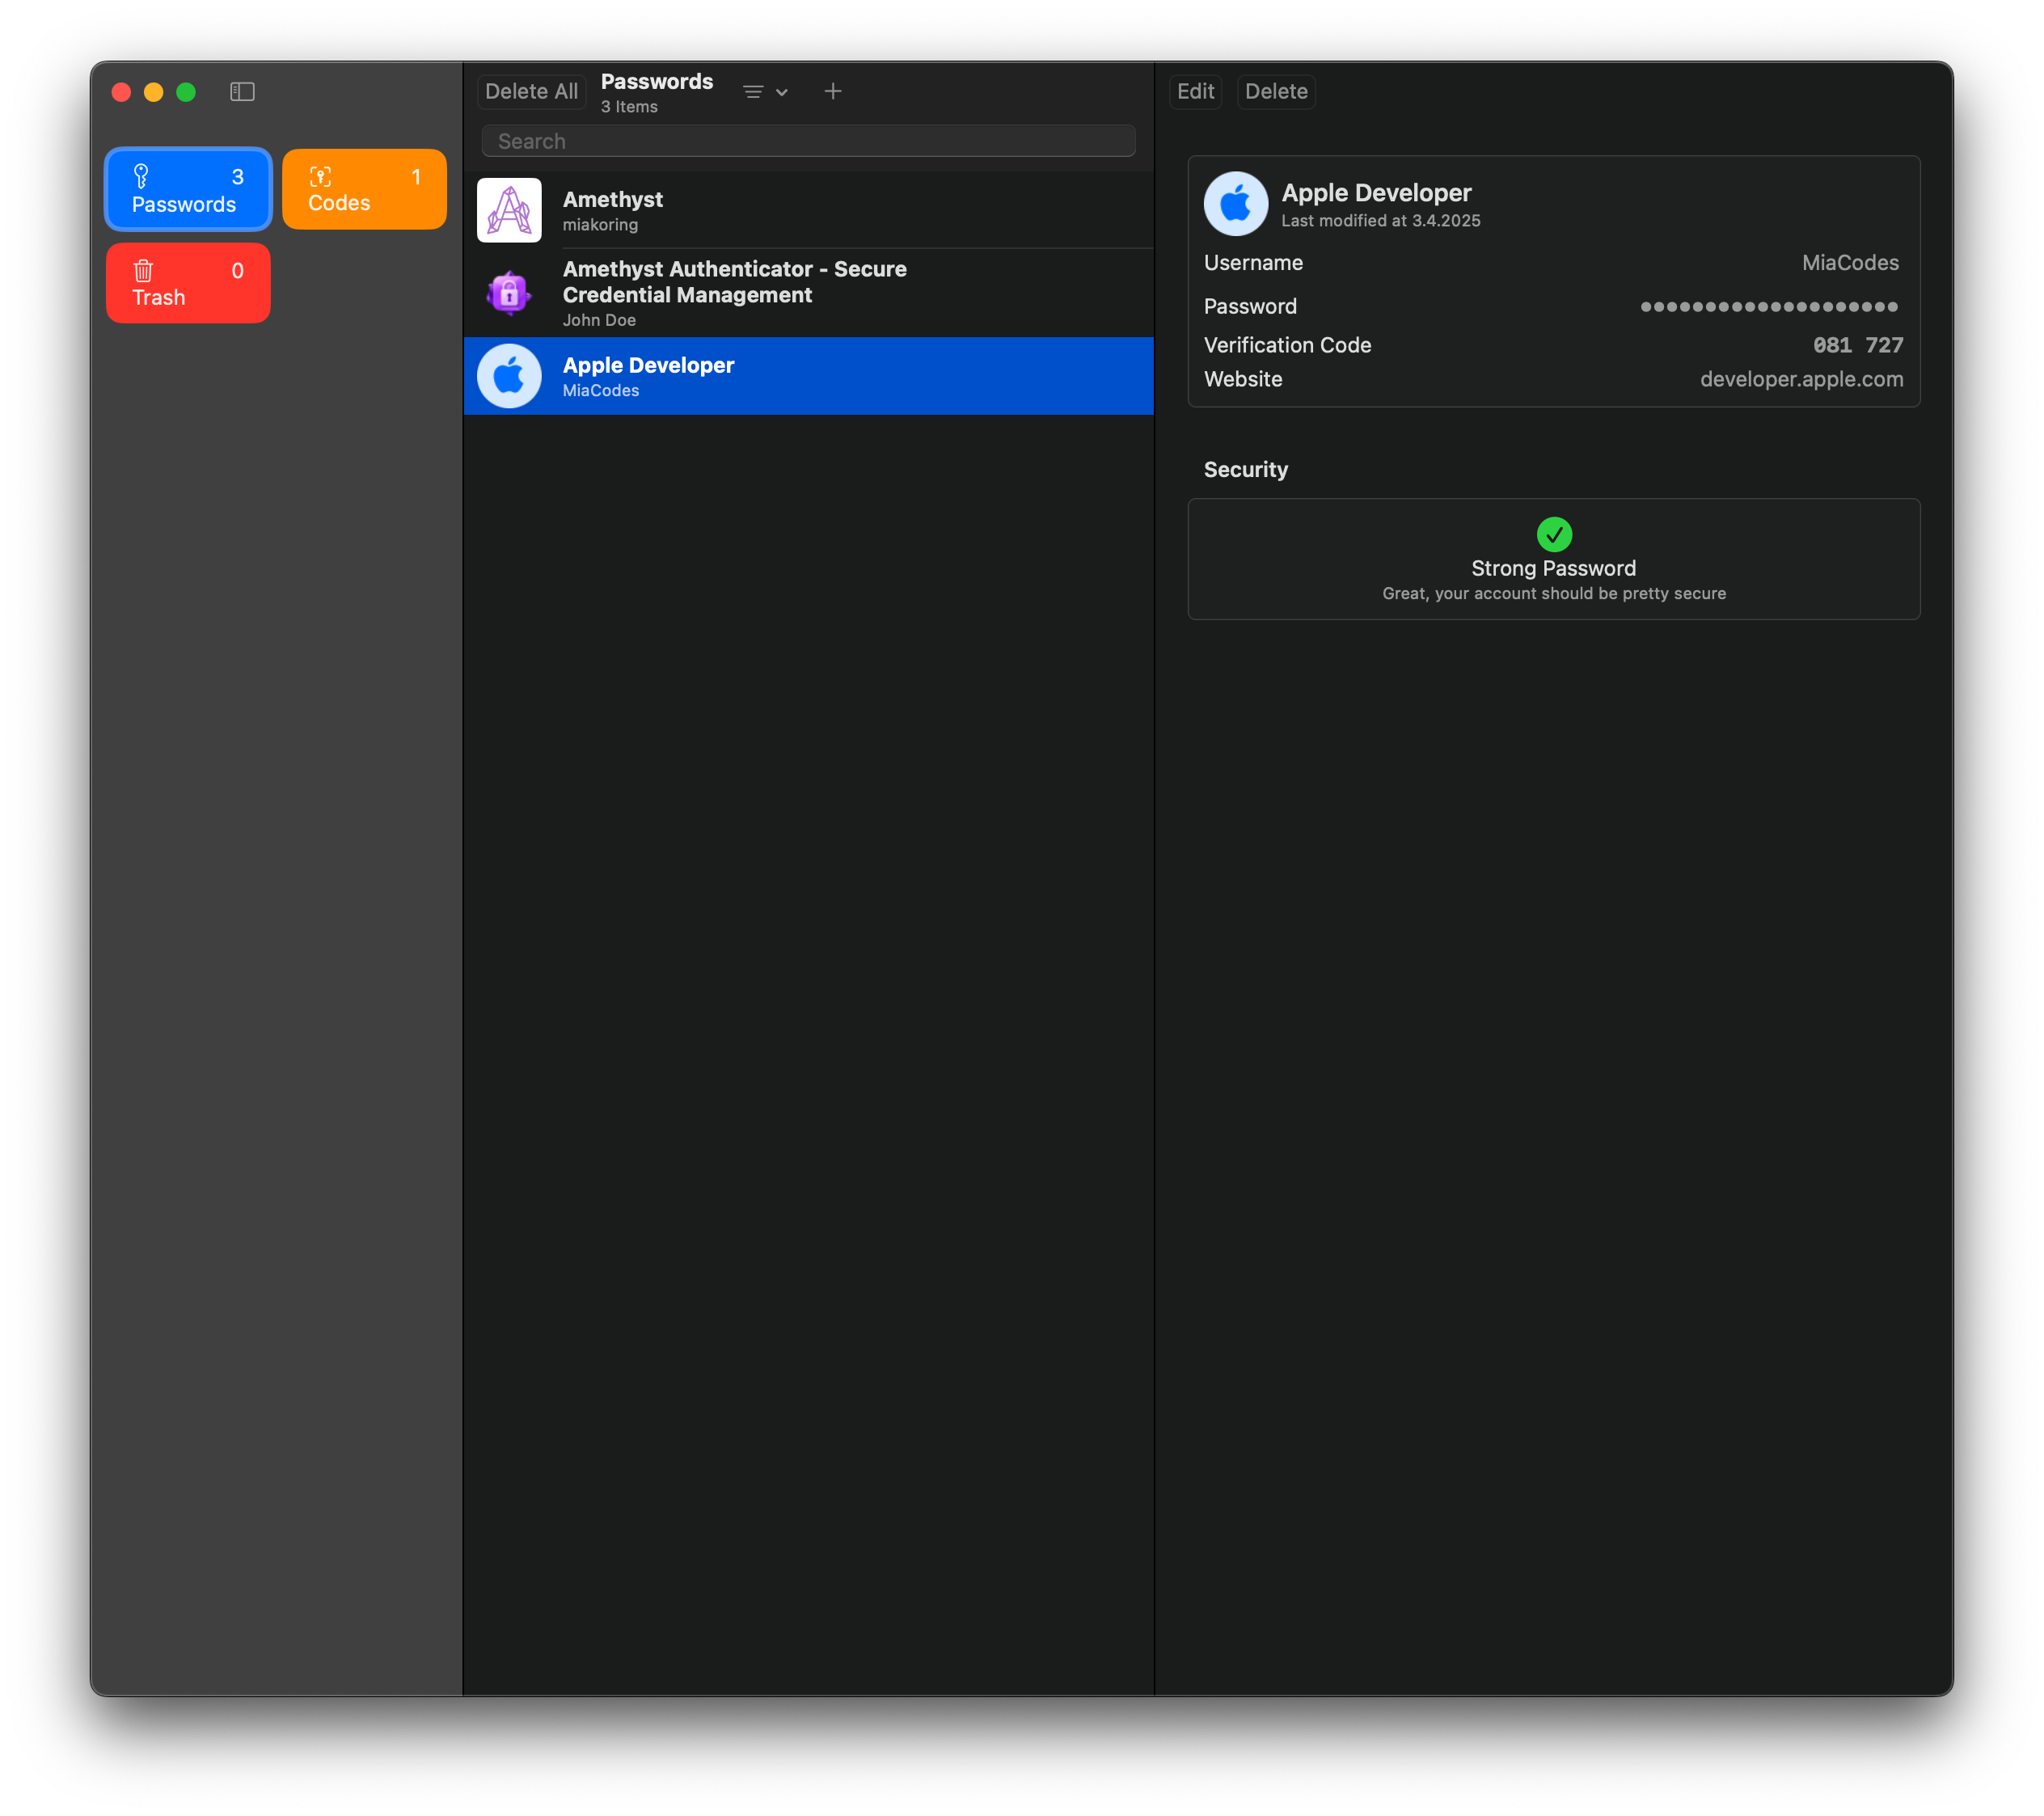 Passwords 3
Codes 1
Trash 0
Delete All
Passwords
3 Items
Search
Amethyst
miakoring
Amethyst Authenticator - Secure
Credential Management
John Doe
Apple Developer
MiaCodes
Edit
Delete
Apple Developer
Last modified at 3.4.2025
Username MiaCodes
Password ••••••••••••••••••••
Verification Code 081 727
Website developer.apple.com
Security
Strong Password
Great, your account should be pretty secure